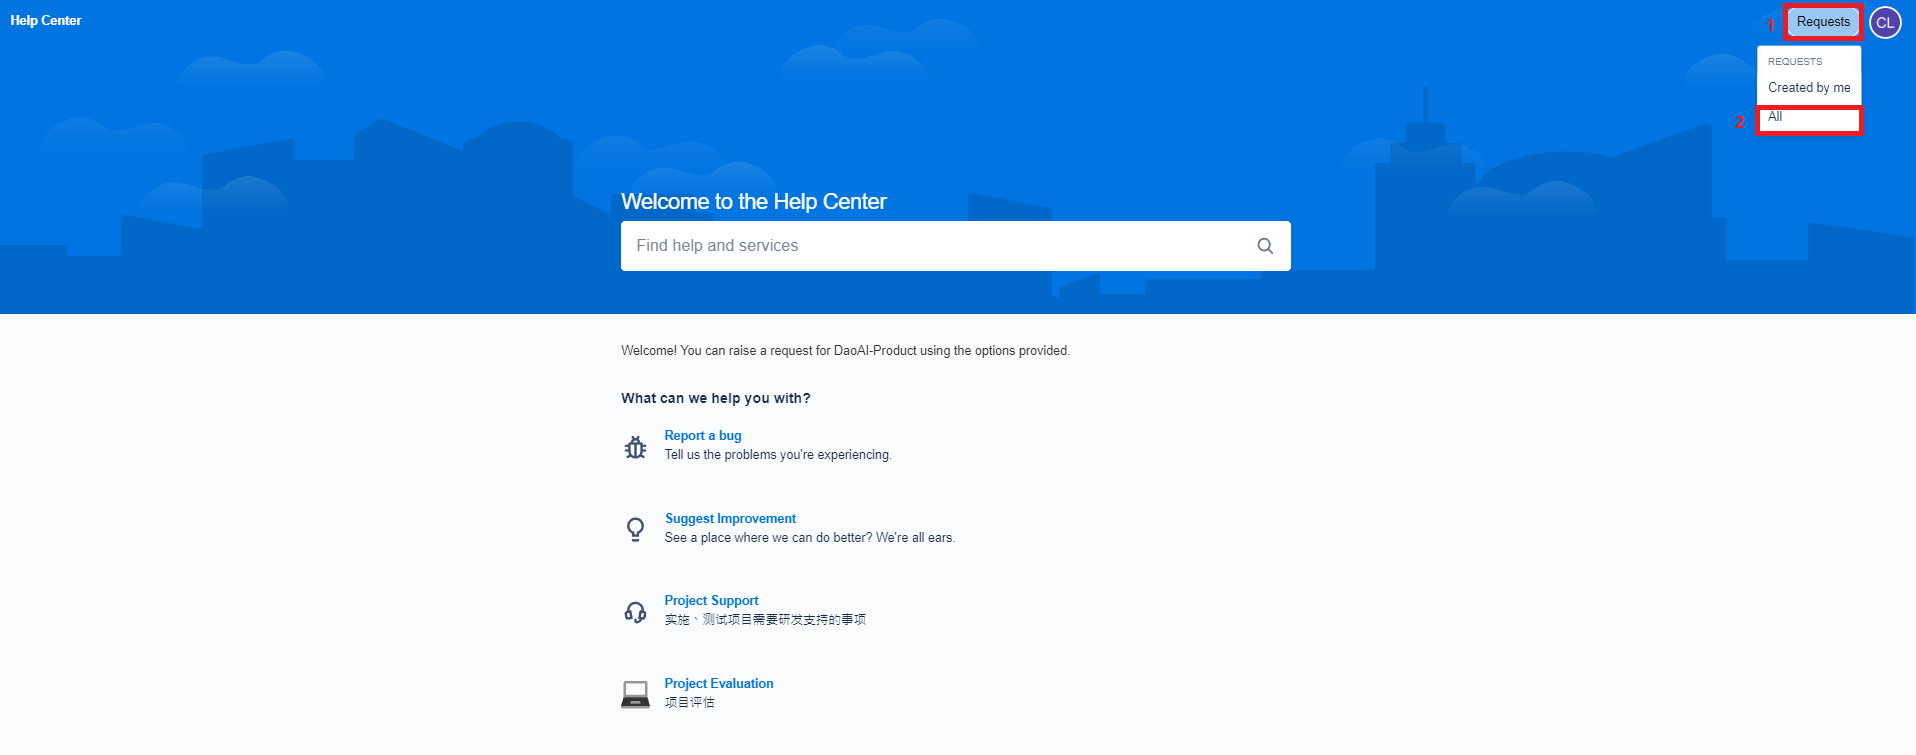 Help Center
1
Requests
CL
REQUESTS
Created by me
2
All
Welcome to the Help Center
Find help and services
Welcome! You can raise a request for DaoAI-Product using the options provided.
What can we help you with?
Report a bug
Tell us the problems you're experiencing.
Suggest Improvement
See a place where we can do better? We're all ears.
Project Support
实施、测试项目需要研发支持的事项
Project Evaluation
项目评估